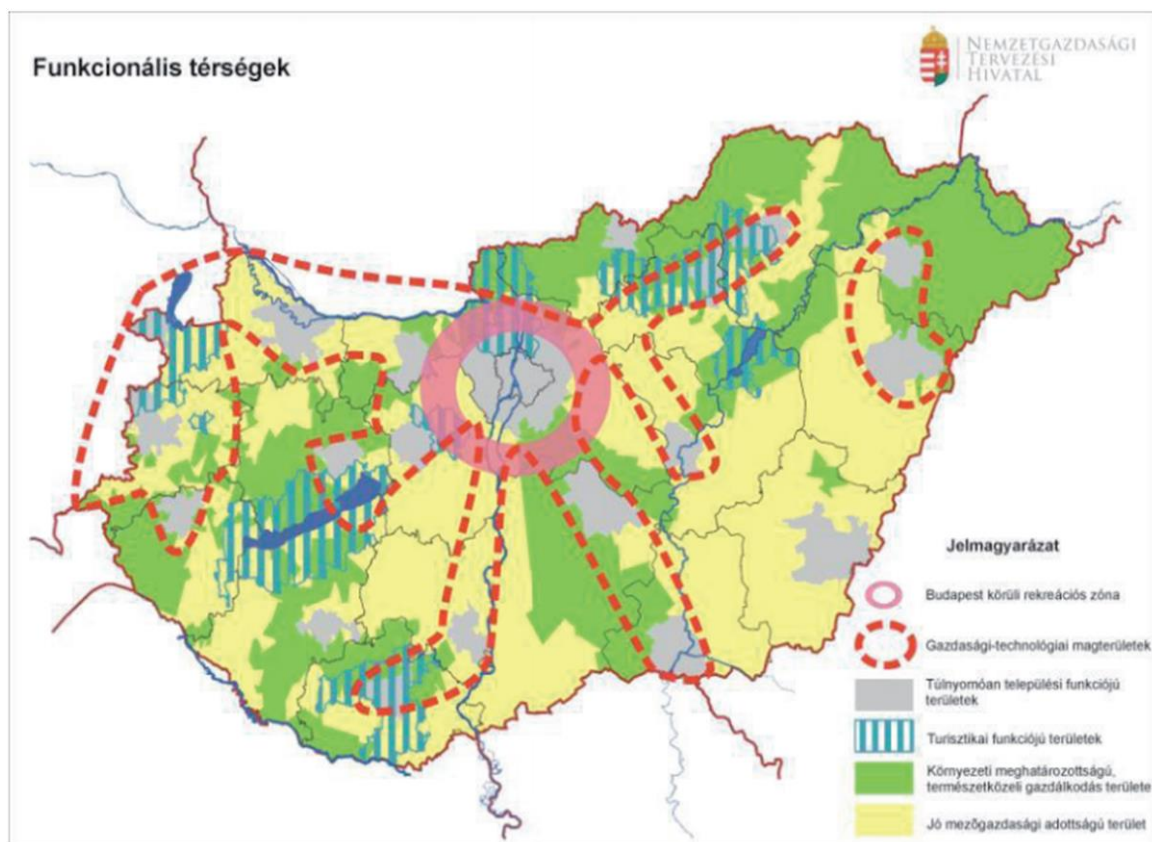 Funkcionális térségek
NEMZETGAZDASÁGI
TERVEZÉSI
HIVATAL
Jelmagyarázat
Budapest körüli rekreációs zóna
Gazdasági-technológiai magterületek
Túlnyomóan települési funkciójú
területek
Turisztikai funkciójú területek
Környezeti meghatározottságú,
természetközeli gazdálkodás területe
Jó mezőgazdasági adottságú terület